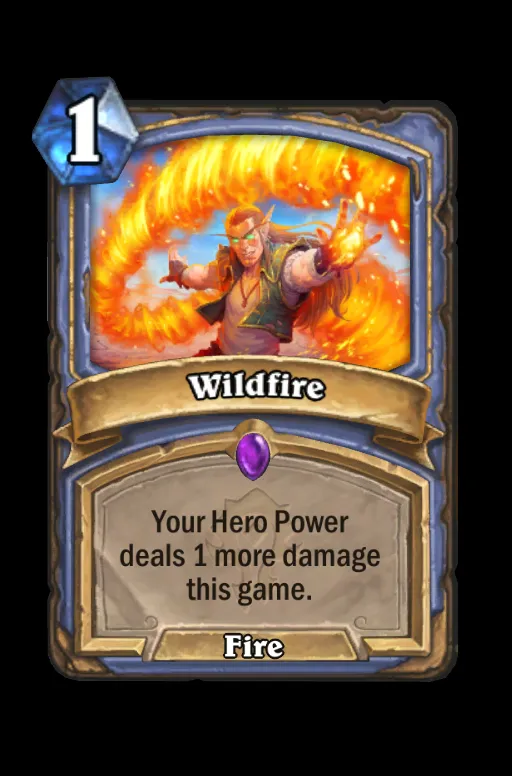 1
Wildfire
Your Hero Power
deals 1 more damage
this game.
Fire